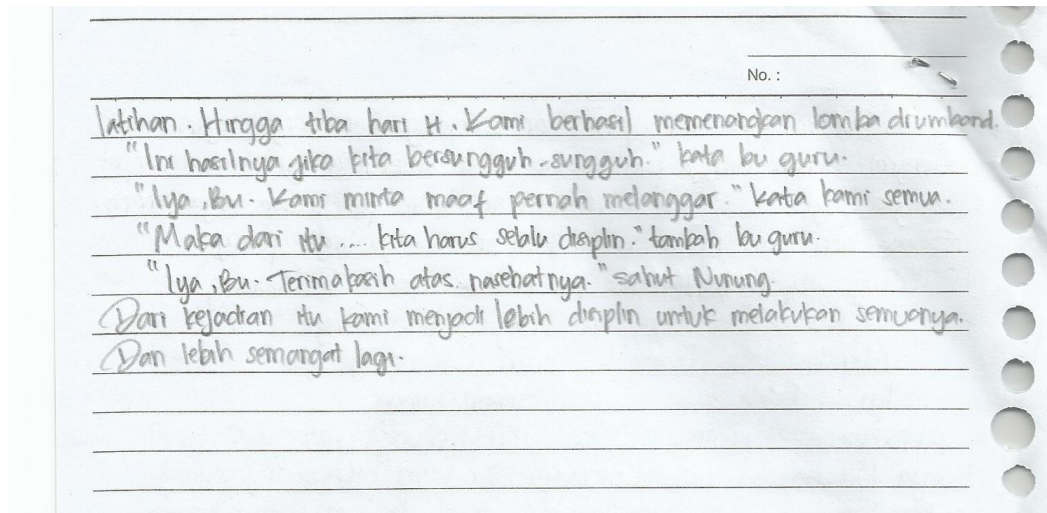 No. :
latihan. Hingga tiba hari H. Kami berhasil memenangkan lomba drumband.
"Ini hasilnya jika kita bersungguh-sungguh." kata bu guru.
"Iya, Bu. Kami minta maaf pernah melanggar." kata kami semua.
"Maka dari itu .... kita harus selalu disiplin." tambah bu guru.
"Iya, Bu. Terimakasih atas nasehatnya." sahut Nunung.
Dari kejadian itu kami menjadi lebih disiplin untuk melakukan semuanya.
Dan lebih semangat lagi.